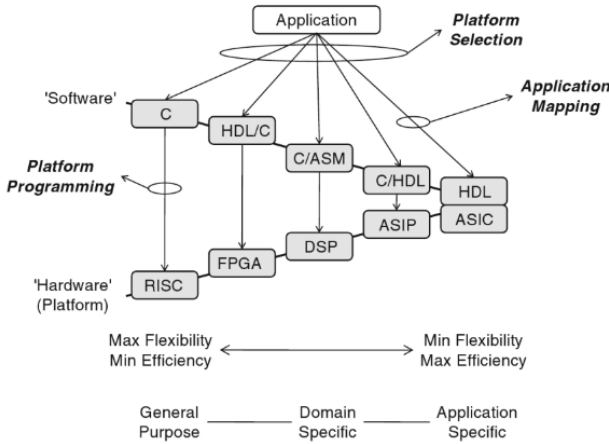 Application
Platform
Selection
'Software'
C
HDL/C
C/ASM
C/HDL
HDL
Application
Mapping
Platform
Programming
ASIC
ASIP
DSP
FPGA
RISC
'Hardware'
(Platform)
Max Flexibility
Min Efficiency
Min Flexibility
Max Efficiency
General
Purpose
Domain
Specific
Application
Specific